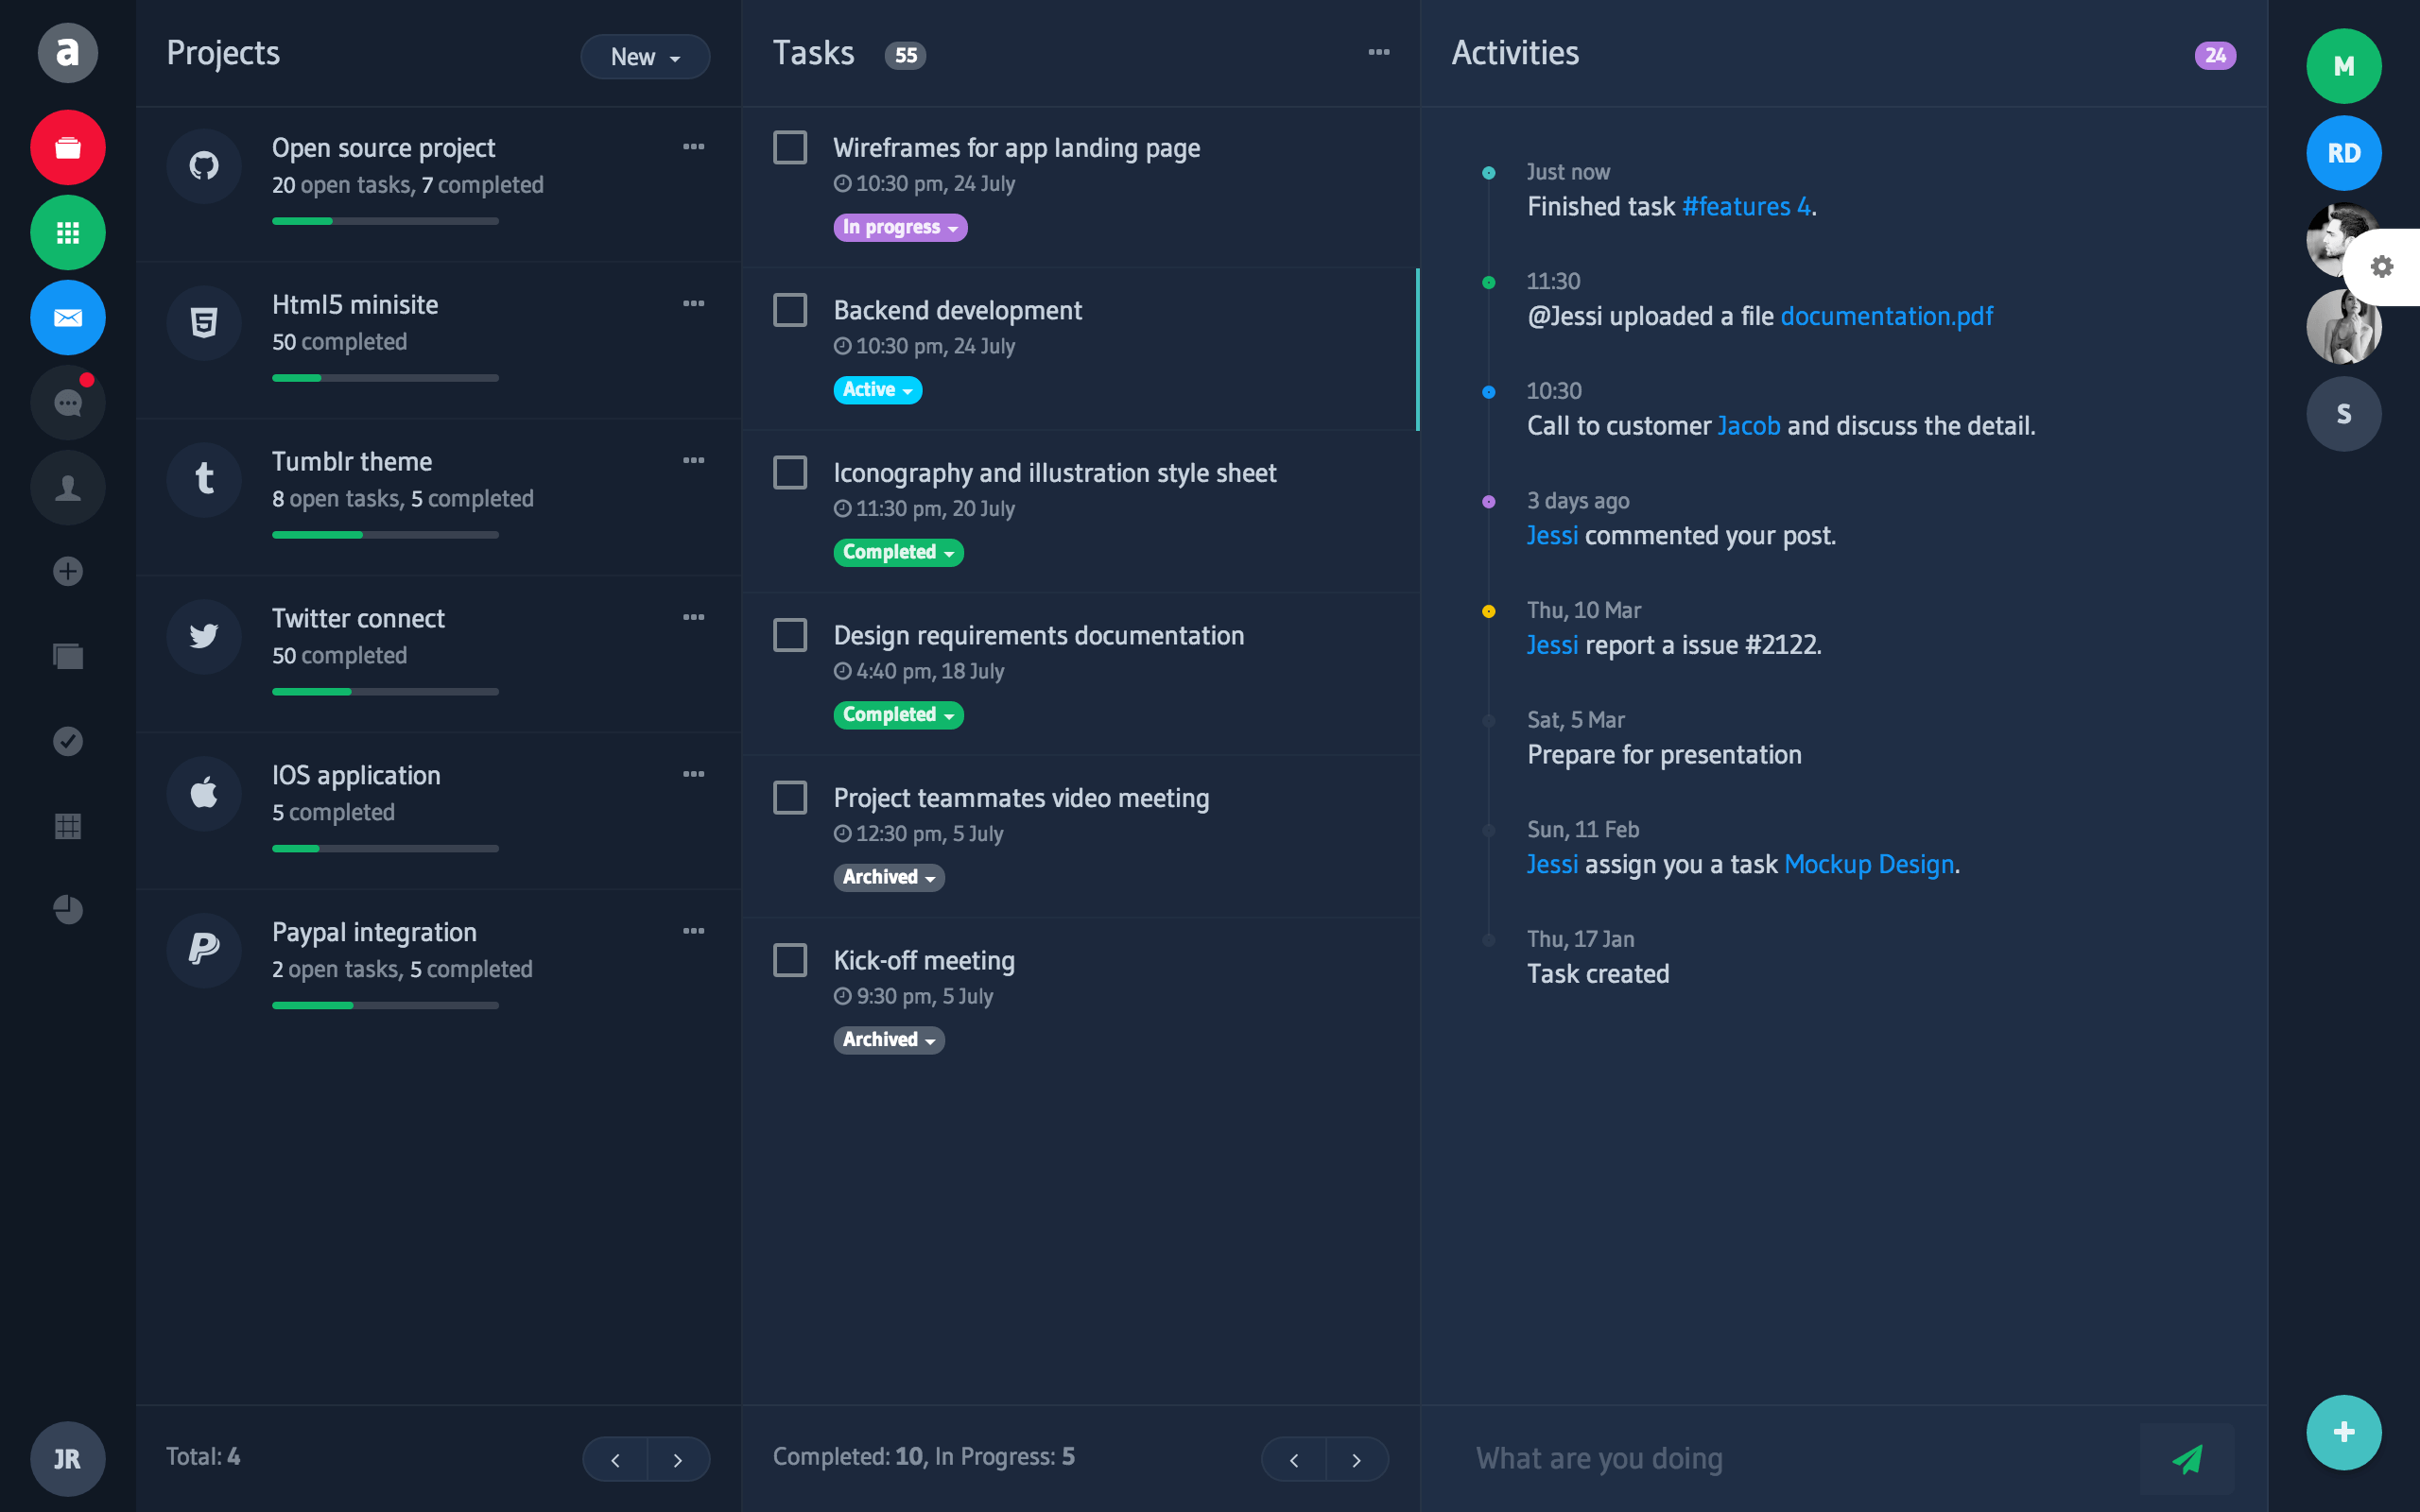 a
Projects
New
Open source project
20 open tasks, 7 completed
Html5 minisite
50 completed
Tumblr theme
8 open tasks, 5 completed
Twitter connect
50 completed
IOS application
5 completed
Paypal integration
2 open tasks, 5 completed
Total: 4
JR
Tasks 55
Wireframes for app landing page
10:30 pm, 24 July
In progress
Backend development
10:30 pm, 24 July
Active
Iconography and illustration style sheet
11:30 pm, 20 July
Completed
Design requirements documentation
4:40 pm, 18 July
Completed
Project teammates video meeting
12:30 pm, 5 July
Archived
Kick-off meeting
9:30 pm, 5 July
Archived
Completed: 10, In Progress: 5
Activities 24
Just now
Finished task #features 4.
11:30
@Jessi uploaded a file documentation.pdf
10:30
Call to customer Jacob and discuss the detail.
3 days ago
Jessi commented your post.
Thu, 10 Mar
Jessi report a issue #2122.
Sat, 5 Mar
Prepare for presentation
Sun, 11 Feb
Jessi assign you a task Mockup Design.
Thu, 17 Jan
Task created
What are you doing
M
RD
S